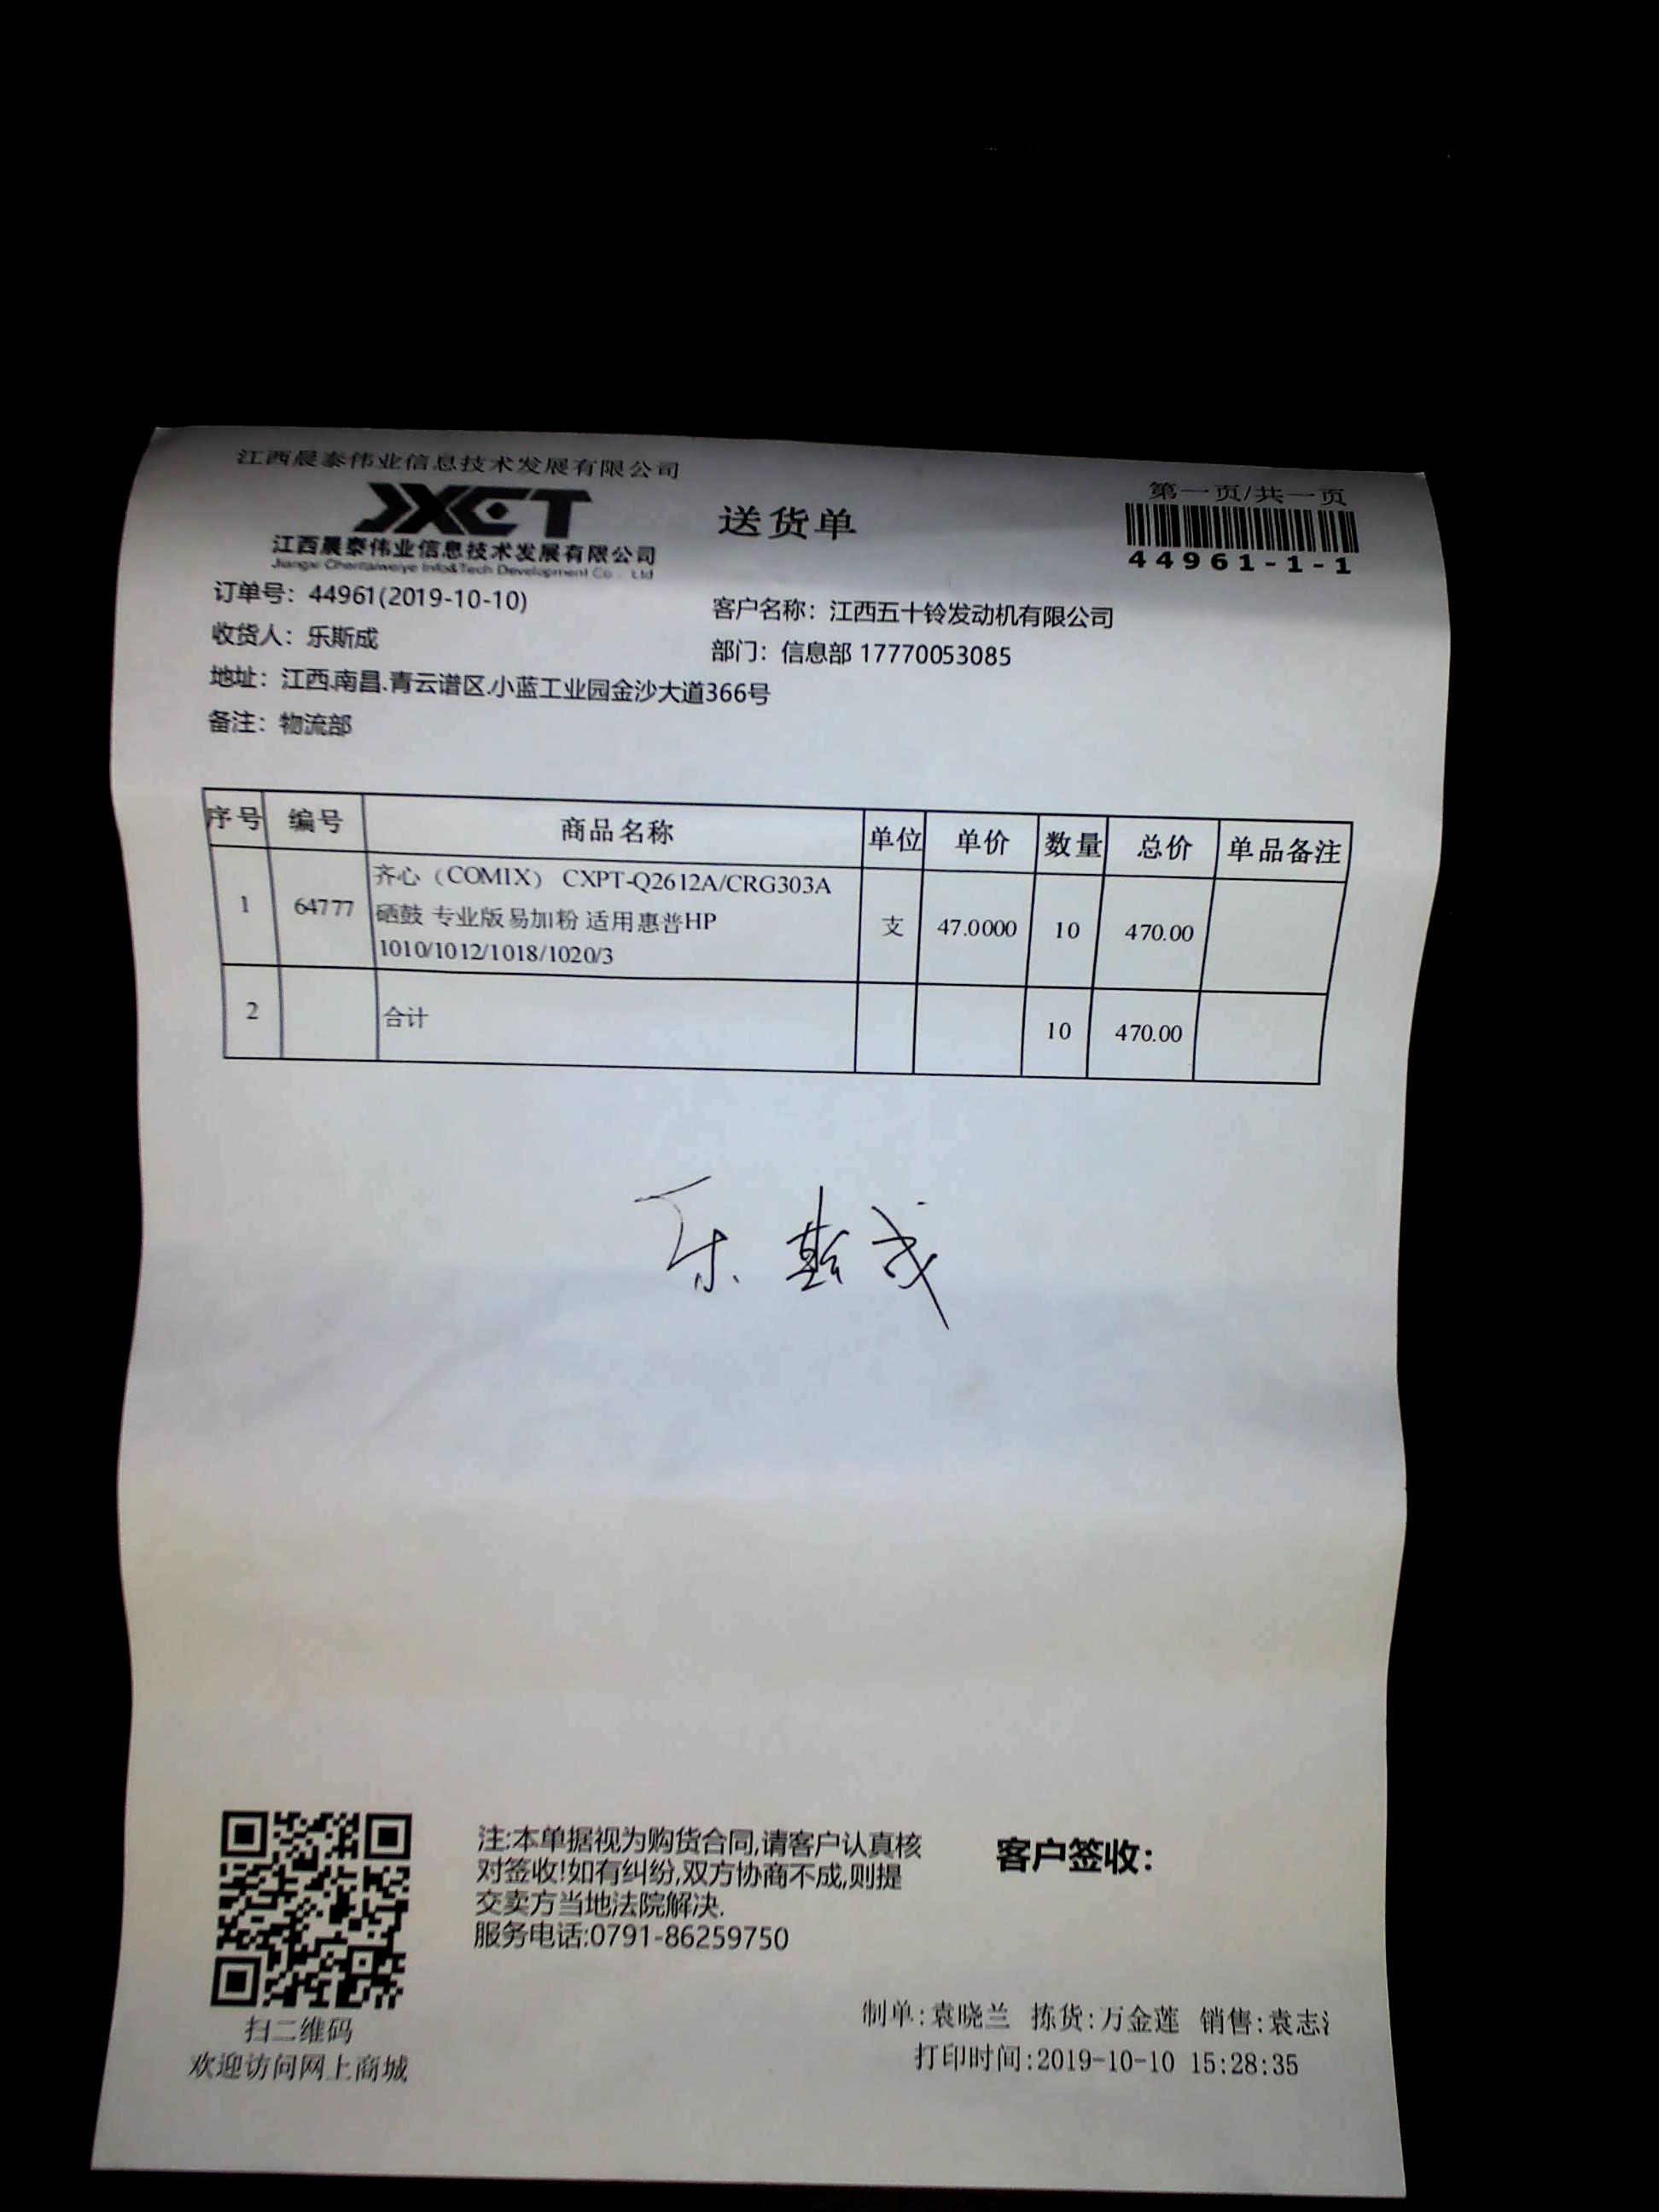 江西晨泰伟业信息技术发展有限公司
JXCT
江西晨泰伟业信息技术发展有限公司
Jiangxi Chentaiweiye Info&Tech Development Co., Ltd
送货单
第一页/共一页
44961-1-1
订单号：44961(2019-10-10)
客户名称：江西五十铃发动机有限公司
收货人：乐斯成
部门：信息部 17770053085
地址：江西.南昌.青云谱区.小蓝工业园金沙大道366号
备注：物流部
序号 编号 商品名称 单位 单价 数量 总价 单品备注
1 64777 齐心（COMIX） CXPT-Q2612A/CRG303A
硒鼓 专业版易加粉 适用惠普HP
1010/1012/1018/1020/3 支 47.0000 10 470.00
2 合计 10 470.00
乐斯成
注:本单据视为购货合同,请客户认真核
对签收!如有纠纷,双方协商不成,则提
交卖方当地法院解决.
服务电话:0791-86259750
客户签收：
扫二维码
欢迎访问网上商城
制单:袁晓兰 拣货:万金莲 销售:袁志
打印时间:2019-10-10 15:28:35